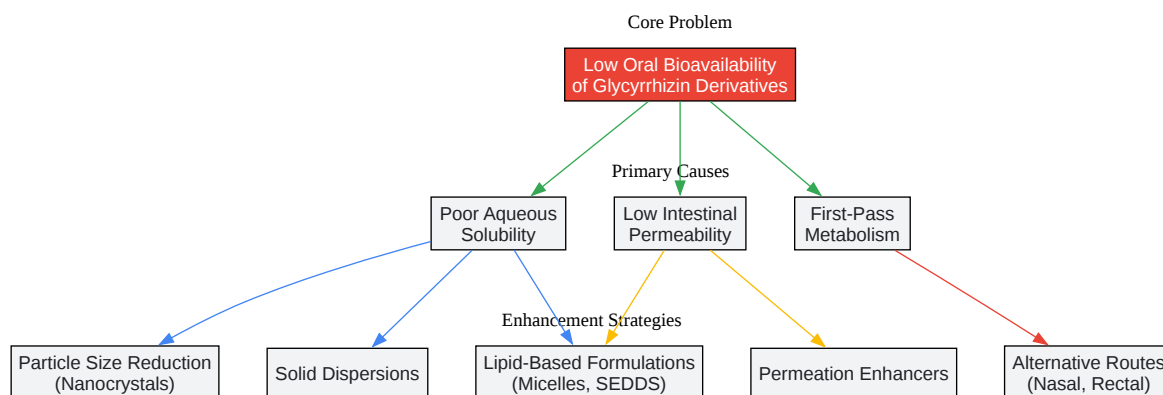 Core Problem
Low Oral Bioavailability
of Glycyrrhizin Derivatives
Primary Causes
Poor Aqueous
Solubility
Low Intestinal
Permeability
First-Pass
Metabolism
Enhancement Strategies
Particle Size Reduction
(Nanocrystals)
Solid Dispersions
Lipid-Based Formulations
(Micelles, SEDDS)
Permeation Enhancers
Alternative Routes
(Nasal, Rectal)